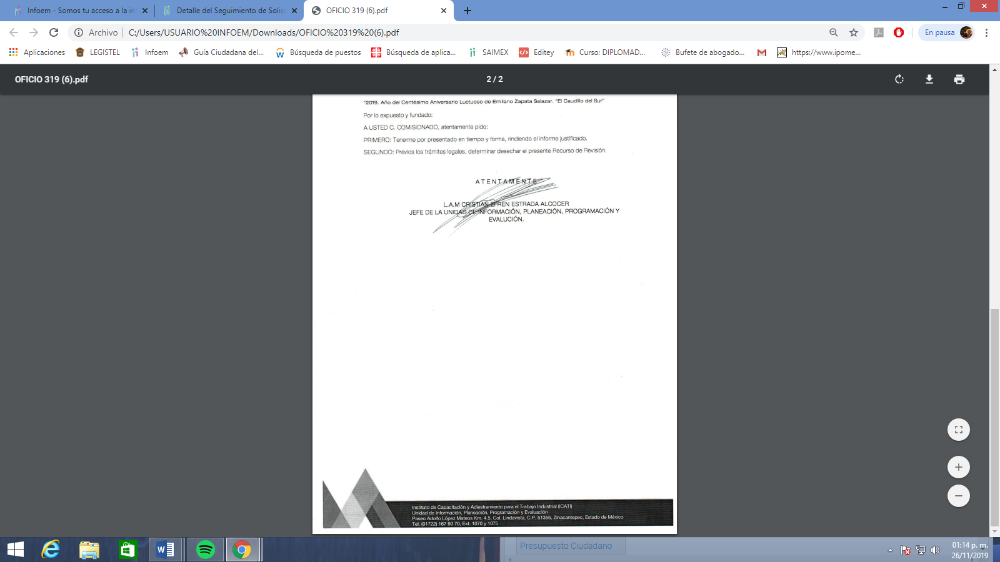 Infoem - Somos tu acceso a la in
Detalle del Seguimiento de Solici
OFICIO 319 (6).pdf
Archivo
C:/Users/USUARIO%20INFOEM/Downloads/OFICIO%20319%20(6).pdf
En pausa
Aplicaciones
LEGISTEL
Infoem
Guía Ciudadana del...
Búsqueda de puestos
Búsqueda de aplica...
SAIMEX
Editey
Curso: DIPLOMAD...
Bufete de abogado...
https://www.ipome...
OFICIO 319 (6).pdf
2 / 2
"2019. Año del Centésimo Aniversario Luctuoso de Emiliano Zapata Salazar. "El Caudillo del Sur"
Por lo expuesto y fundado:
A USTED C. COMISIONADO, atentamente pido:
PRIMERO: Tenerme por presentado en tiempo y forma, rindiendo el informe justificado.
SEGUNDO: Previos los trámites legales, determinar desechar el presente Recurso de Revisión.
A T E N T A M E N T E
L.A.M CRISTIAN EFREN ESTRADA ALCOCER
JEFE DE LA UNIDAD DE INFORMACIÓN, PLANEACIÓN, PROGRAMACIÓN Y
EVALUCIÓN.
Instituto de Capacitación y Adiestramiento para el Trabajo Industrial (ICATI)
Unidad de Información, Planeación, Programación y Evaluación
Paseo Adolfo López Mateos Km. 4.5, Col. Lindavista, C.P. 51356, Zinacantepec, Estado de México
Tel. (01722) 167 90 70, Ext. 1070 y 1075
Presupuesto Ciudadano
01:14 p. m.
26/11/2019